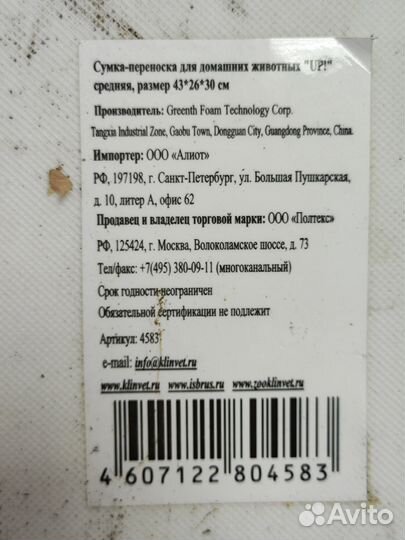 Сумка-переноска для домашних животных "UP!"
средняя, размер 43*26*30 см
Производитель: Greenth Foam Technology Corp.
Tangxia Industrial Zone, Gaobu Town, Dongguan City, Guangdong Province, China.
Импортер: ООО «Алиот»
РФ, 197198, г. Санкт-Петербург, ул. Большая Пушкарская,
д. 10, литер А, офис 62
Продавец и владелец торговой марки: ООО «Полтекс»
РФ, 125424, г. Москва, Волоколамское шоссе, д. 73
Тел/факс: +7(495) 380-09-11 (многоканальный)
Срок годности-неограничен
Обязательной сертификации не подлежит
Артикул: 4583
e-mail: info@klinvet.ru
www.klinvet.ru www.isbrus.ru www.zooklinvet.ru
4 607122 804583
Avito